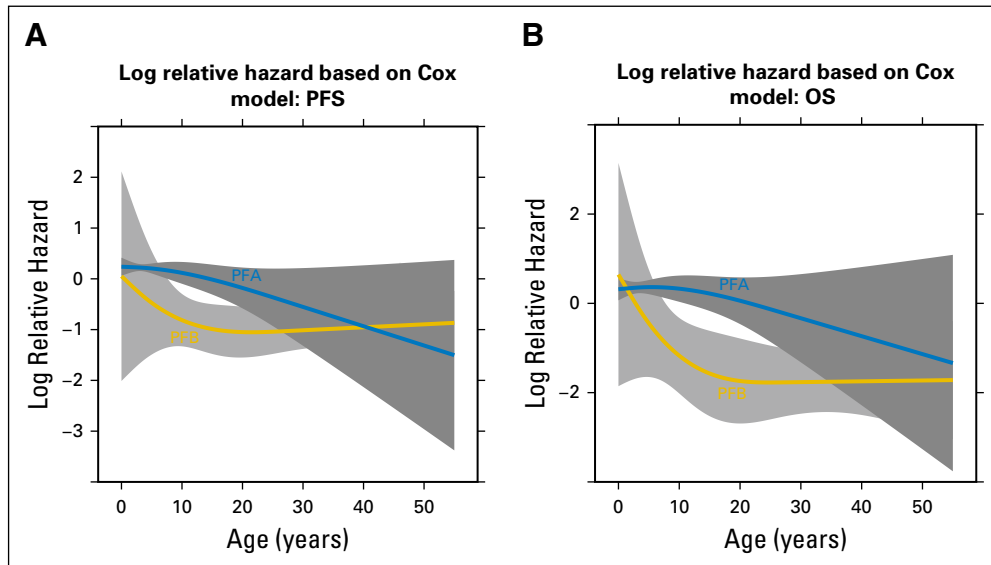 A
Log relative hazard based on Cox
model: PFS
2
1
0
−1
−2
−3
Log Relative Hazard
PFA
PFB
0 10 20 30 40 50
Age (years)
B
Log relative hazard based on Cox
model: OS
2
0
−2
Log Relative Hazard
PFA
PFB
0 10 20 30 40 50
Age (years)